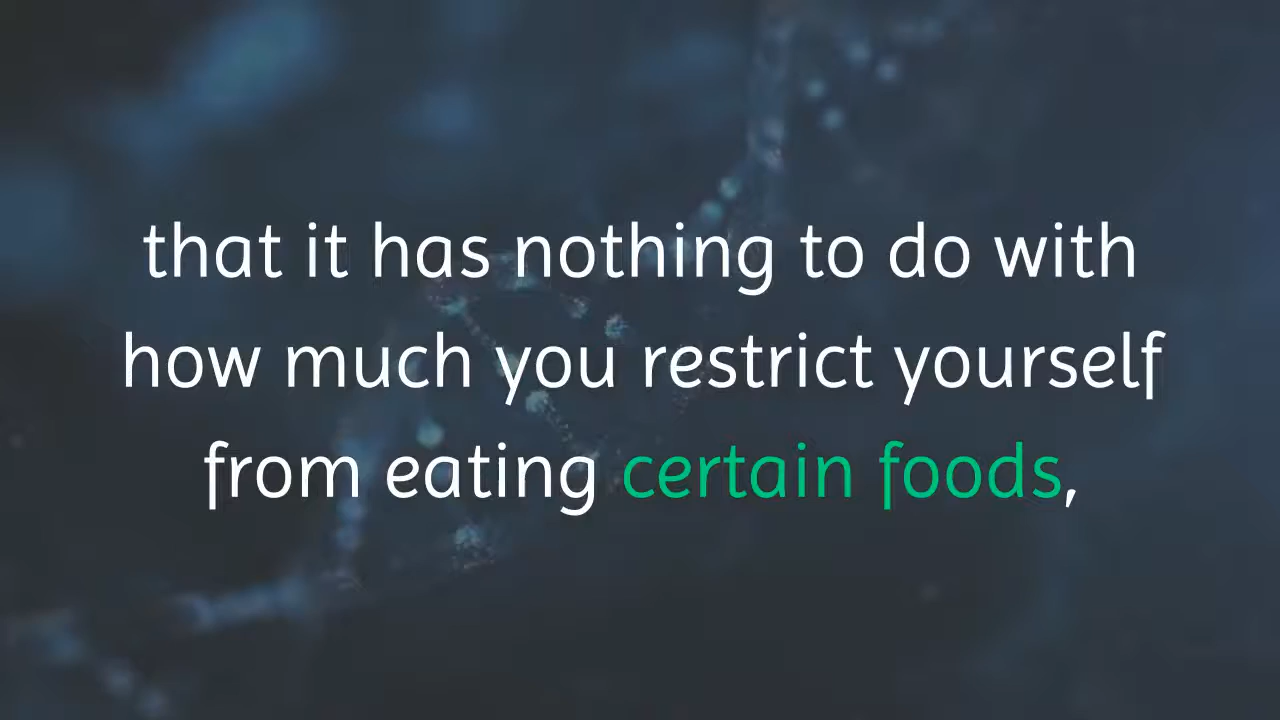 that it has nothing to do with
how much you restrict yourself
from eating certain foods,